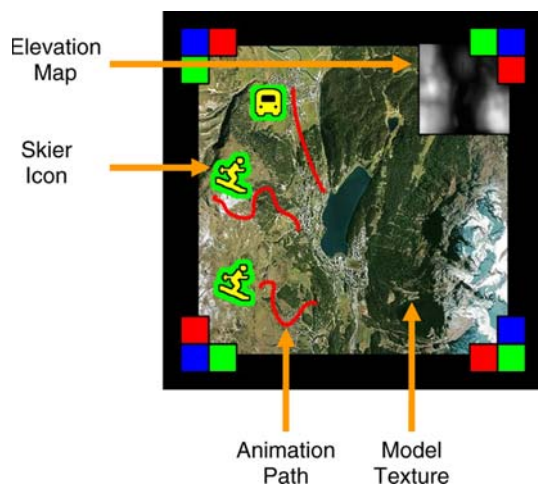 Elevation
Map
Skier
Icon
Animation
Path
Model
Texture